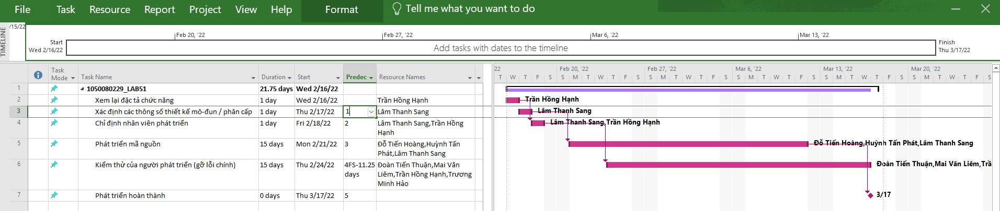 File Task Resource Report Project View Help Format Tell me what you want to do
TIMELINE
/15/22
Feb 20, '22 Feb 27, '22 Mar 6, '22 Mar 13, '22
Start
Wed 2/16/22
Add tasks with dates to the timeline
Finish
Thu 3/17/22
Task Mode Task Name Duration Start Predec Resource Names
22 Feb 20, '22 Feb 27, '22 Mar 6, '22 Mar 13, '22 Mar 20, '22
T W T F S S M T W T F S S M T W T F S S M T W T F S S M T W T F S S M T W T F S
1 1050080229_LAB51 21.75 days Wed 2/16/22
2 Xem lại đặc tả chức năng 1 day Wed 2/16/22 Trần Hồng Hạnh
Trần Hồng Hạnh
3 Xác định các thông số thiết kế mô-đun / phân cấp 1 day Thu 2/17/22 1 Lâm Thanh Sang
Lâm Thanh Sang
4 Chỉ định nhân viên phát triển 1 day Fri 2/18/22 2 Lâm Thanh Sang,Trần Hồng
Hạnh
Lâm Thanh Sang,Trần Hồng Hạnh
5 Phát triển mã nguồn 15 days Mon 2/21/22 3 Đỗ Tiến Hoàng,Huỳnh Tấn
Phát,Lâm Thanh Sang
Đỗ Tiến Hoàng,Huỳnh Tấn Phát,Lâm Thanh Sang
6 Kiểm thử của người phát triển (gỡ lỗi chính) 15 days Thu 2/24/22 4FS-11.25 Đoàn Tiến Thuận,Mai Văn
days Liêm,Trần Hồng Hạnh,Trương
Minh Hảo
Đoàn Tiến Thuận,Mai Văn Liêm,Trầ
7 Phát triển hoàn thành 0 days Thu 3/17/22 5
3/17